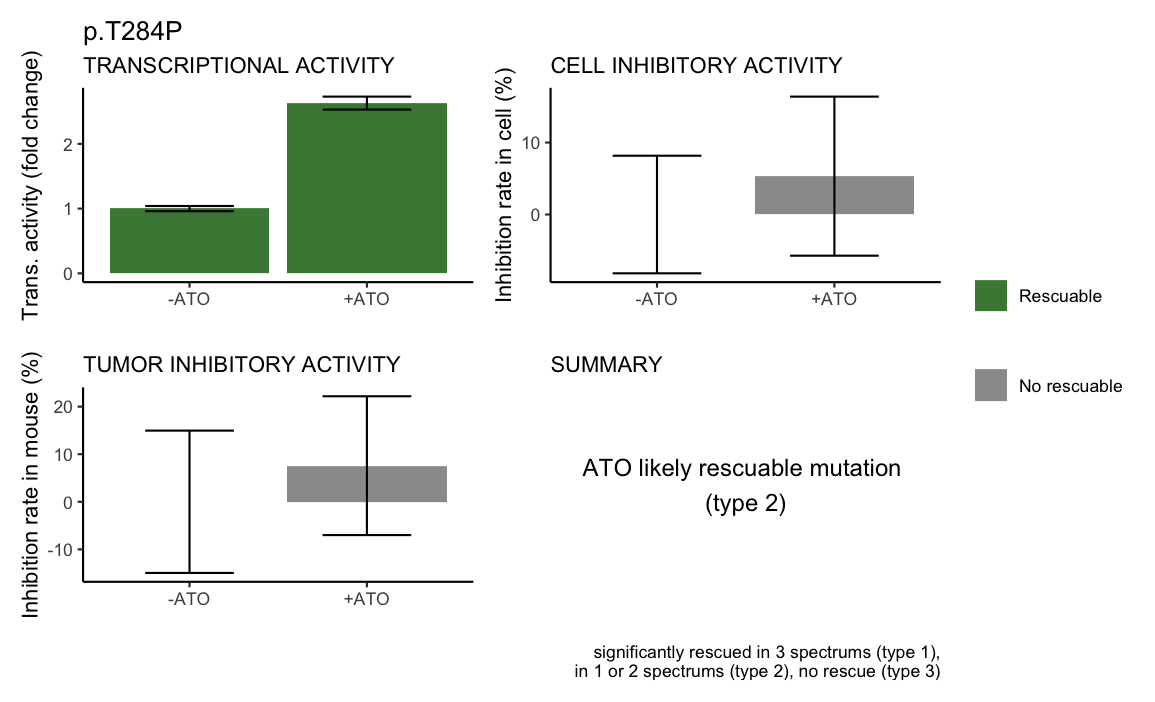 p.T284P
TRANSCRIPTIONAL ACTIVITY
Trans. activity (fold change)
2
1
0
-ATO
+ATO
CELL INHIBITORY ACTIVITY
Inhibition rate in cell (%)
10
0
-ATO
+ATO
Rescuable
No rescuable
TUMOR INHIBITORY ACTIVITY
Inhibition rate in mouse (%)
20
10
0
-10
-ATO
+ATO
SUMMARY
ATO likely rescuable mutation
(type 2)
significantly rescued in 3 spectrums (type 1),
in 1 or 2 spectrums (type 2), no rescue (type 3)